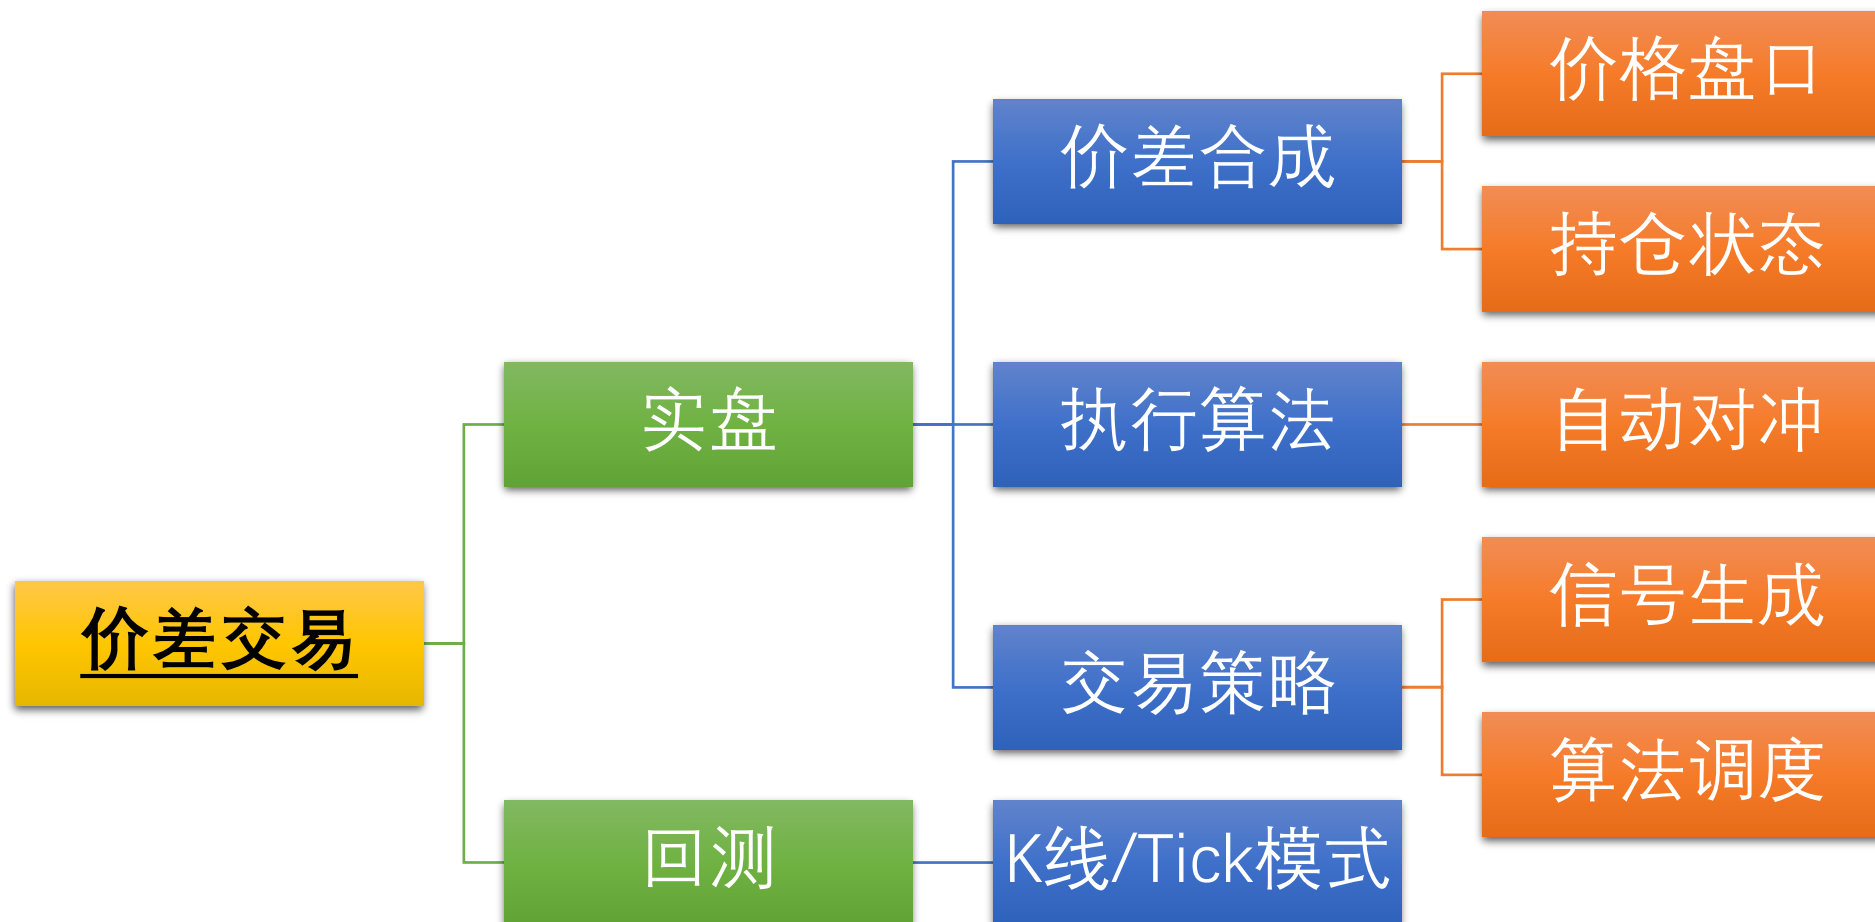 价差交易
实盘
价差合成
价格盘口
持仓状态
执行算法
自动对冲
交易策略
信号生成
算法调度
回测
K线/Tick模式